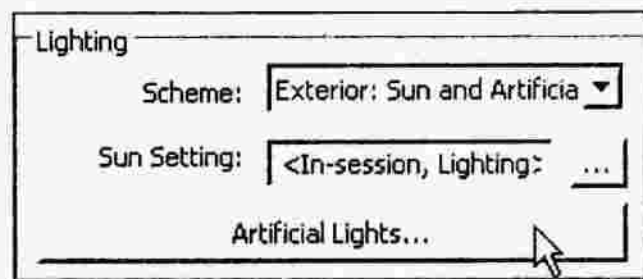 Lighting
Scheme: Exterior: Sun and Artificia
Sun Setting: <In-session, Lighting> ...
Artificial Lights...